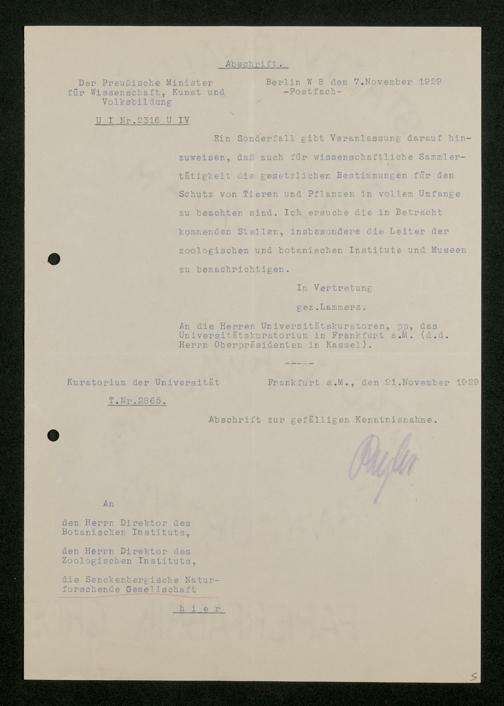 Abschrift.
Der Preußische Minister
für Wissenschaft, Kunst und
Volksbildung
Berlin W 8 den 7.November 1929
-Postfach-
U I Nr.2316 U IV
Ein Sonderfall gibt Veranlassung darauf hin-
zuweisen, daß auch für wissenschaftliche Sammler-
tätigkeit die gesetzlichen Bestimmungen für den
Schutz von Tieren und Pflanzen in vollem Umfange
zu beachten sind. Ich ersuche die in Betracht
kommenden Stellen, insbesondere die Leiter der
zoologischen und botanischen Institute und Museen
zu benachrichtigen.
In Vertretung
gez.Lammers.
An die Herren Universitätskuratoren, pp, das
Universitätskuratorium in Frankfurt a.M. (d.d.
Herrn Oberpräsidenten in Kassel).
-----
Kuratorium der Universität
Frankfurt a.M., den 21.November 1929
T.Nr.2865.
Abschrift zur gefälligen Kenntnisnahme.
An
den Herrn Direktor des
Botanischen Instituts,
den Herrn Direktor des
Zoologischen Instituts,
die Senckenbergische Natur-
forschende Gesellschaft
h i e r